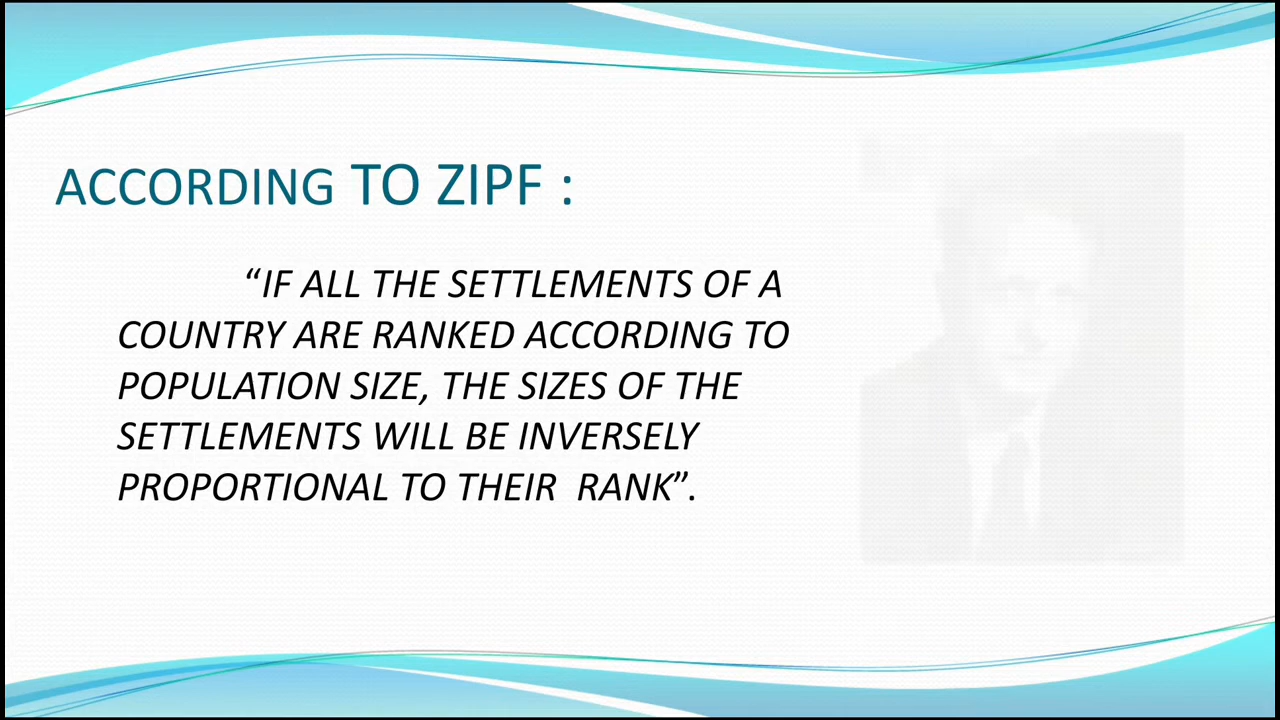 ACCORDING TO ZIPF :
“IF ALL THE SETTLEMENTS OF A
COUNTRY ARE RANKED ACCORDING TO
POPULATION SIZE, THE SIZES OF THE
SETTLEMENTS WILL BE INVERSELY
PROPORTIONAL TO THEIR  RANK”.